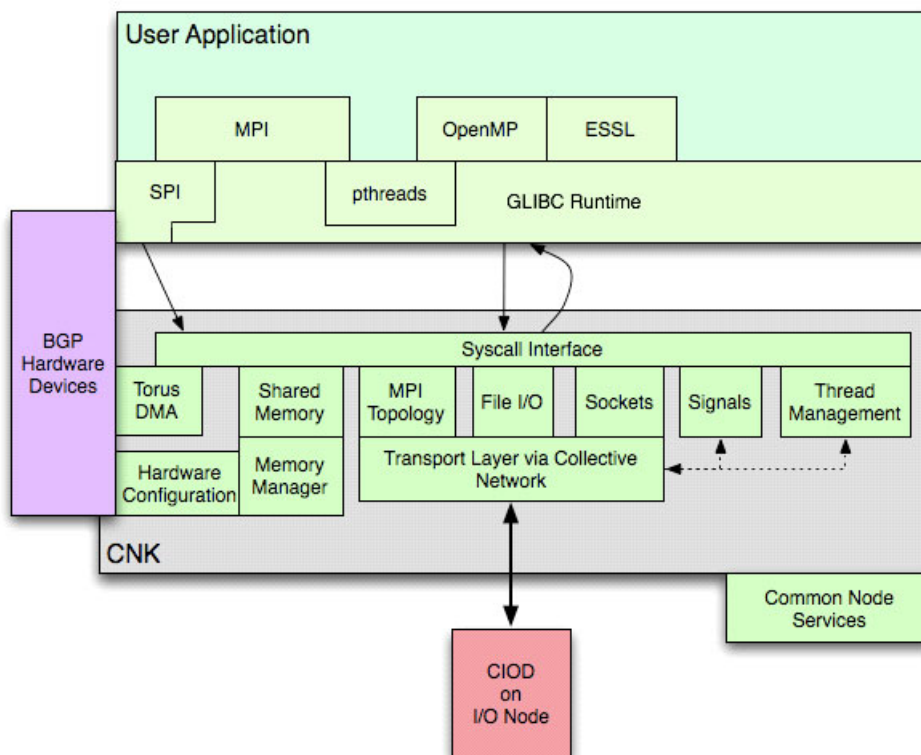 User Application
MPI
OpenMP
ESSL
SPI
pthreads
GLIBC Runtime
BGP
Hardware
Devices
Syscall Interface
Torus
DMA
Shared
Memory
MPI
Topology
File I/O
Sockets
Signals
Thread
Management
Hardware
Configuration
Memory
Manager
Transport Layer via Collective
Network
CNK
Common Node
Services
CIOD
on
I/O Node